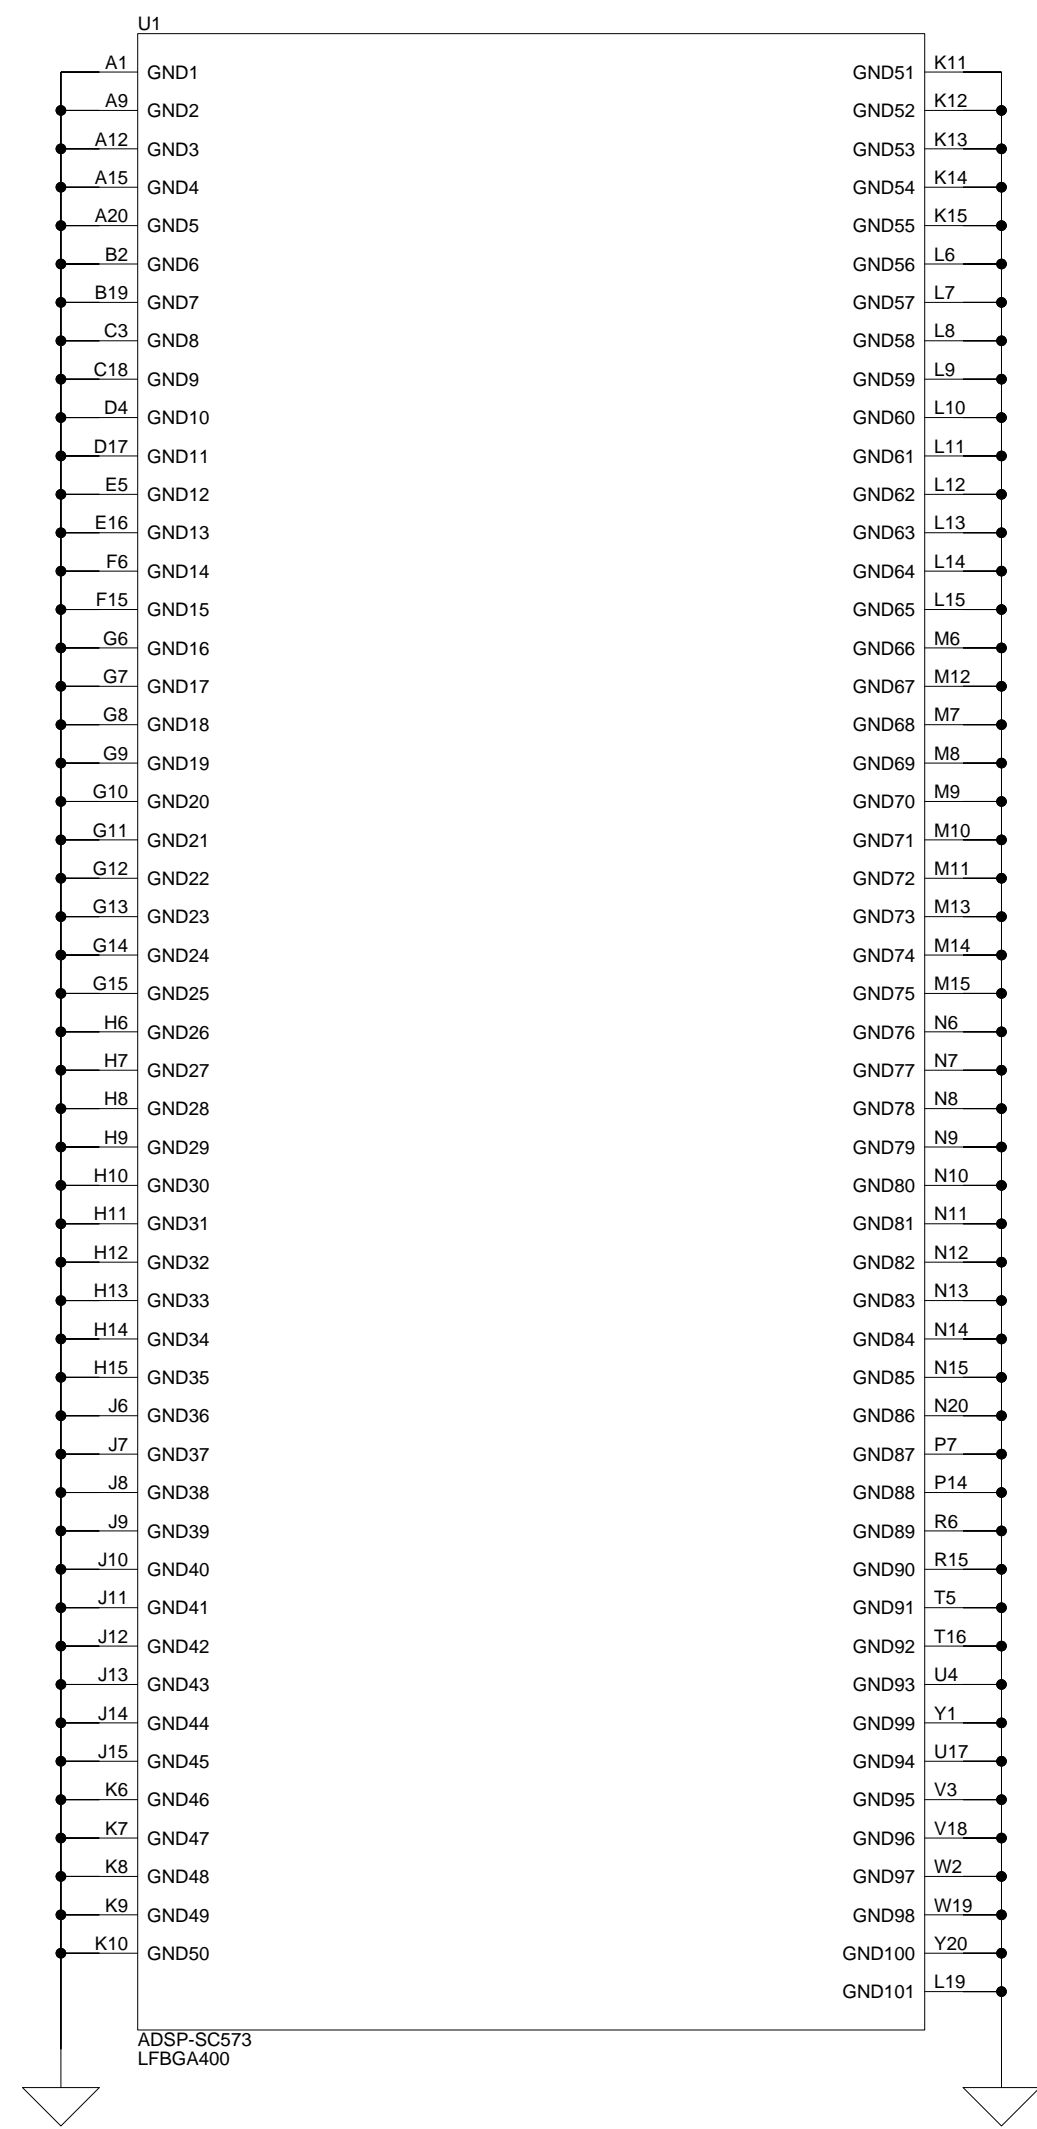 U1
A1 GND1 GND51 K11
A9 GND2 GND52 K12
A12 GND3 GND53 K13
A15 GND4 GND54 K14
A20 GND5 GND55 K15
B2 GND6 GND56 L6
B19 GND7 GND57 L7
C3 GND8 GND58 L8
C18 GND9 GND59 L9
D4 GND10 GND60 L10
D17 GND11 GND61 L11
E5 GND12 GND62 L12
E16 GND13 GND63 L13
F6 GND14 GND64 L14
F15 GND15 GND65 L15
G6 GND16 GND66 M6
G7 GND17 GND67 M12
G8 GND18 GND68 M7
G9 GND19 GND69 M8
G10 GND20 GND70 M9
G11 GND21 GND71 M10
G12 GND22 GND72 M11
G13 GND23 GND73 M13
G14 GND24 GND74 M14
G15 GND25 GND75 M15
H6 GND26 GND76 N6
H7 GND27 GND77 N7
H8 GND28 GND78 N8
H9 GND29 GND79 N9
H10 GND30 GND80 N10
H11 GND31 GND81 N11
H12 GND32 GND82 N12
H13 GND33 GND83 N13
H14 GND34 GND84 N14
H15 GND35 GND85 N15
J6 GND36 GND86 N20
J7 GND37 GND87 P7
J8 GND38 GND88 P14
J9 GND39 GND89 R6
J10 GND40 GND90 R15
J11 GND41 GND91 T5
J12 GND42 GND92 T16
J13 GND43 GND93 U4
J14 GND44 GND99 Y1
J15 GND45 GND94 U17
K6 GND46 GND95 V3
K7 GND47 GND96 V18
K8 GND48 GND97 W2
K9 GND49 GND98 W19
K10 GND50 GND100 Y20
GND101 L19
ADSP-SC573
LFBGA400